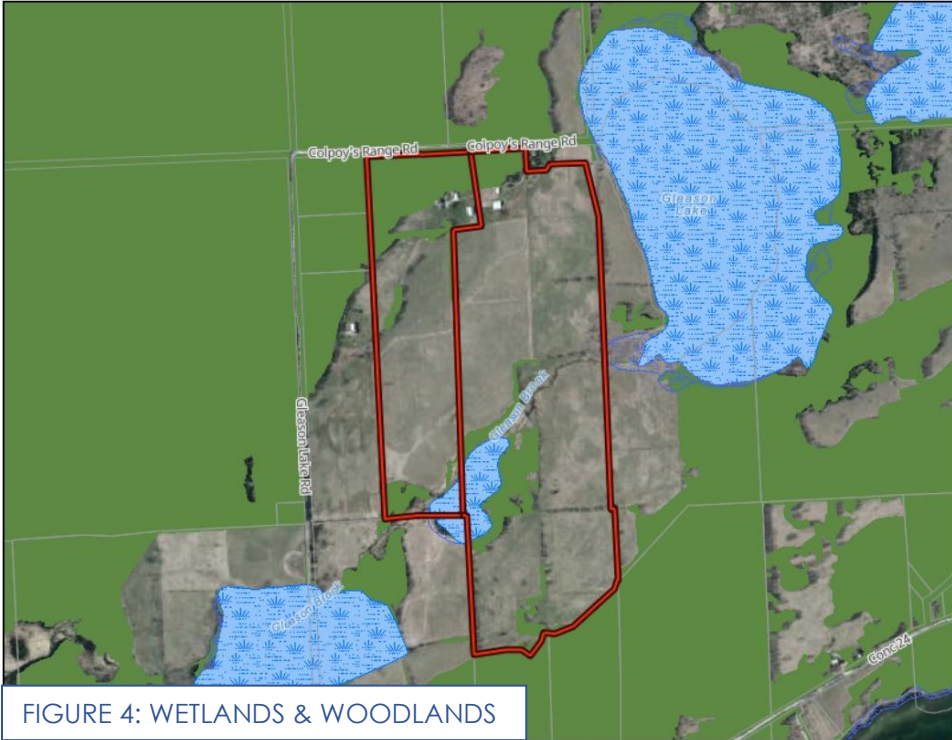 Colpoy's Range Rd
Colpoy's Range Rd
Gleason
Lake
Gleason Brook
Gleason Lake Rd
Gleason Brook
Conc 24
FIGURE 4: WETLANDS & WOODLANDS